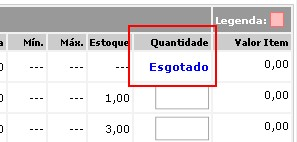 Legenda:
a Mín. Máx. Estoque Quantidade Valor Item
--- --- --- Esgotado 0,00
--- --- 1,00 0,00
--- --- 3,00 0,00